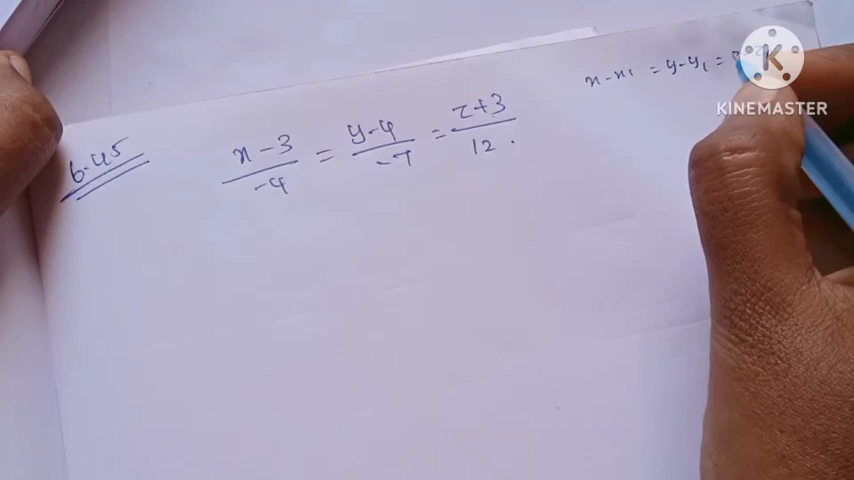 6.45
x-3/-4 = y-4/-7 = z+3/12.
x-x₁ = y-y₁ =
K
KINEMASTER